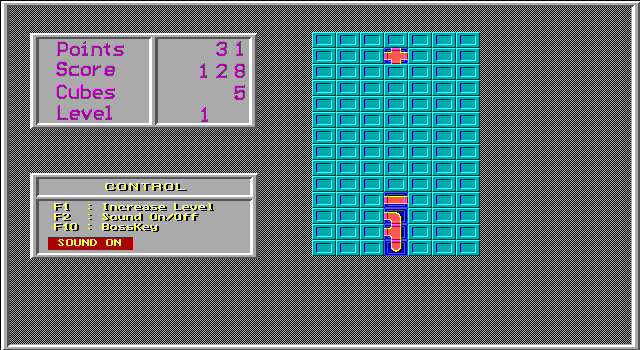 Points 31
Score 128
Cubes 5
Level 1
CONTROL
F1 : Increase Level
F2 : Sound On/Off
F10 : BossKey
SOUND ON